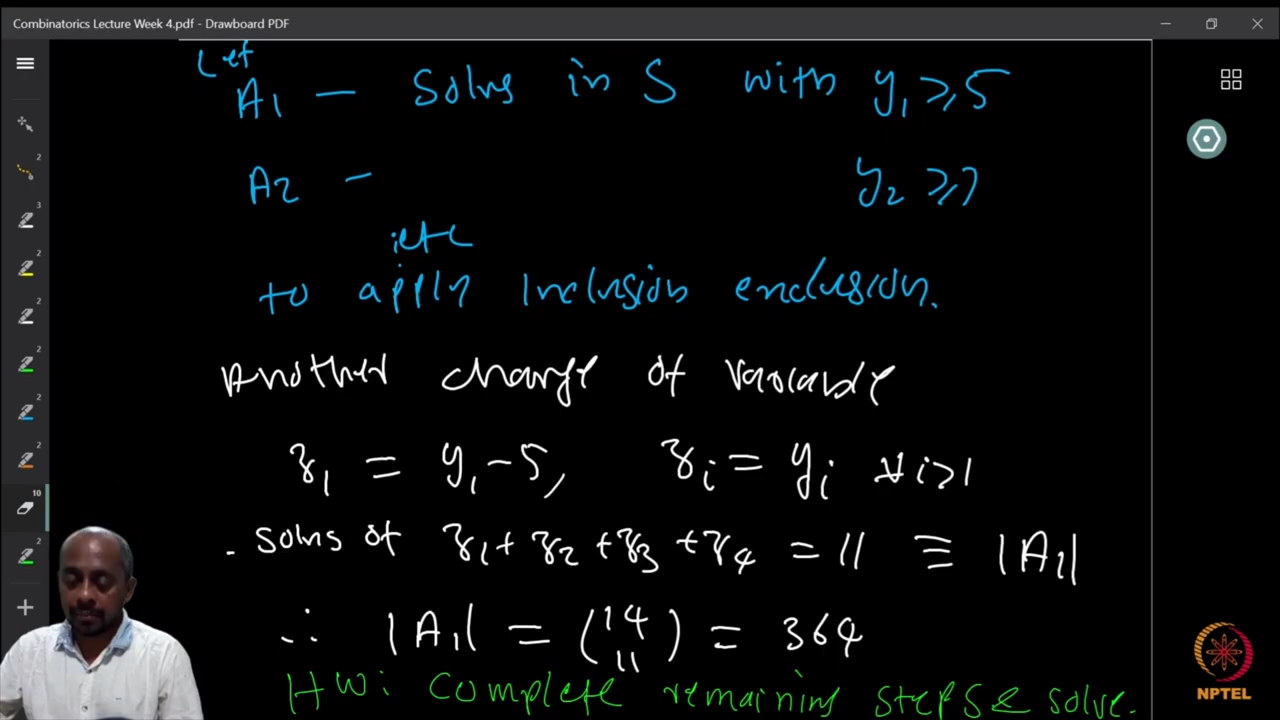 Combinatorics Lecture Week 4.pdf - Drawboard PDF
Let
A1 — Solns in S with y1 ≥ 5
A2 — y2 ≥ 7
etc
to apply inclusion exclusion.
Another change of variable
z1 = y1 - 5, zi = yi ∀ i > 1
solns of z1 + z2 + z3 + z4 = 11 ≡ |A1|
∴ |A1| = (14 11) = 364
HW: Complete remaining steps & solve.
NPTEL